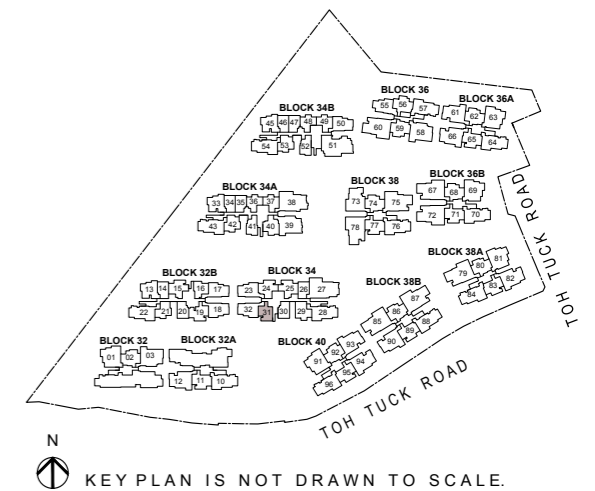 BLOCK 36
BLOCK 36A
55 56 57
61 62 63
60 59 58
66 65 64
BLOCK 34B
45 46 47 48 49 50
54 53 52 51
BLOCK 36B
67 68 69
72 71 70
BLOCK 38
73 74 75
78 77 76
BLOCK 34A
33 34 35 36 37 38
43 42 41 40 39
TOH TUCK ROAD
BLOCK 38A
79 80 81
84 83 82
BLOCK 32B
13 14 15 16 17
22 21 20 19 18
BLOCK 34
23 24 25 26 27
32 31 30 29 28
BLOCK 38B
85 86 87
90 89 88
BLOCK 32
01 02 03
BLOCK 32A
12 11 10
BLOCK 40
91 92 93
96 95 94
TOH TUCK ROAD
N
KEY PLAN IS NOT DRAWN TO SCALE.